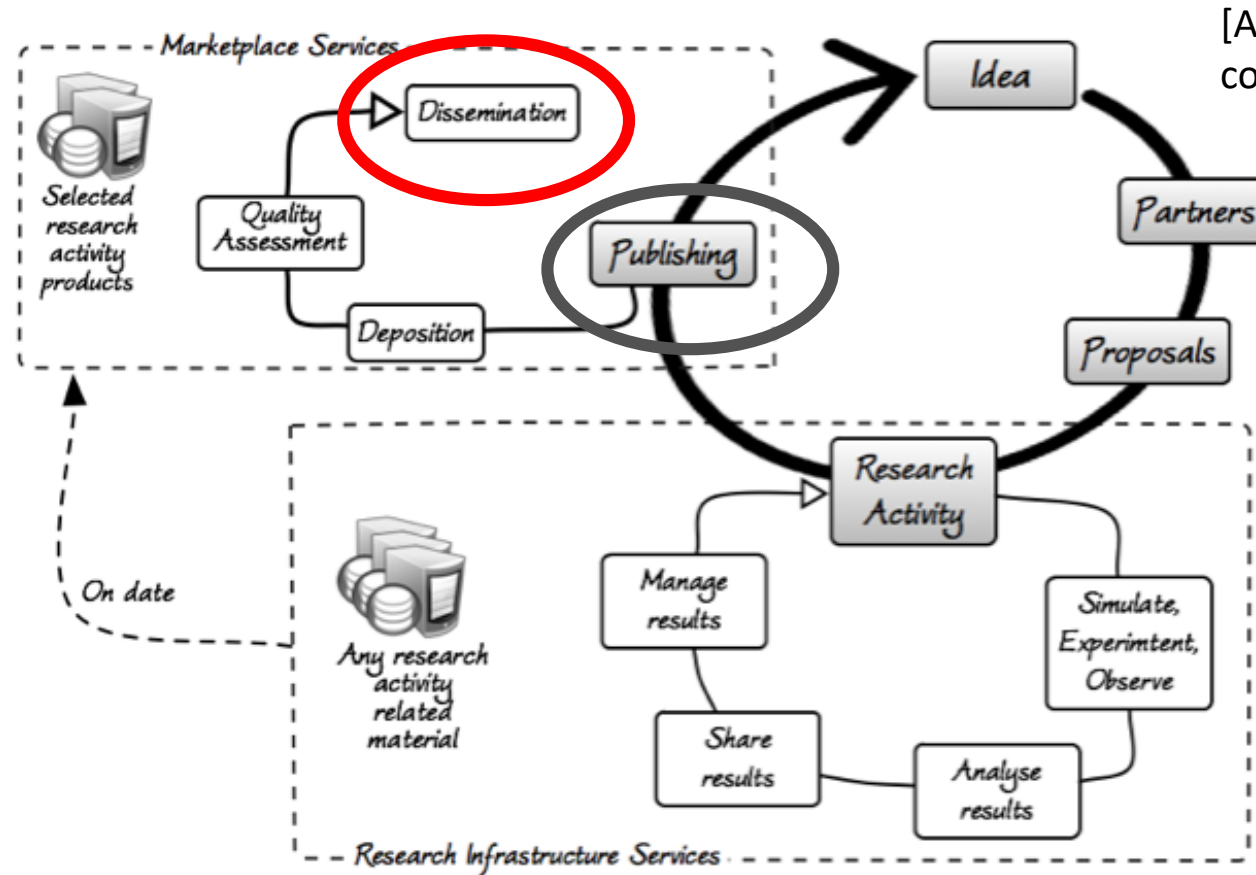 [A
co
Marketplace Services
Idea
Dissemination
Selected
research
activity
products
Quality
Assessment
Publishing
Partners
Deposition
Proposals
Research
Activity
On date
Any research
activity
related
material
Manage
results
Simulate,
Experimtent,
Observe
Share
results
Analyse
results
Research Infrastructure Services